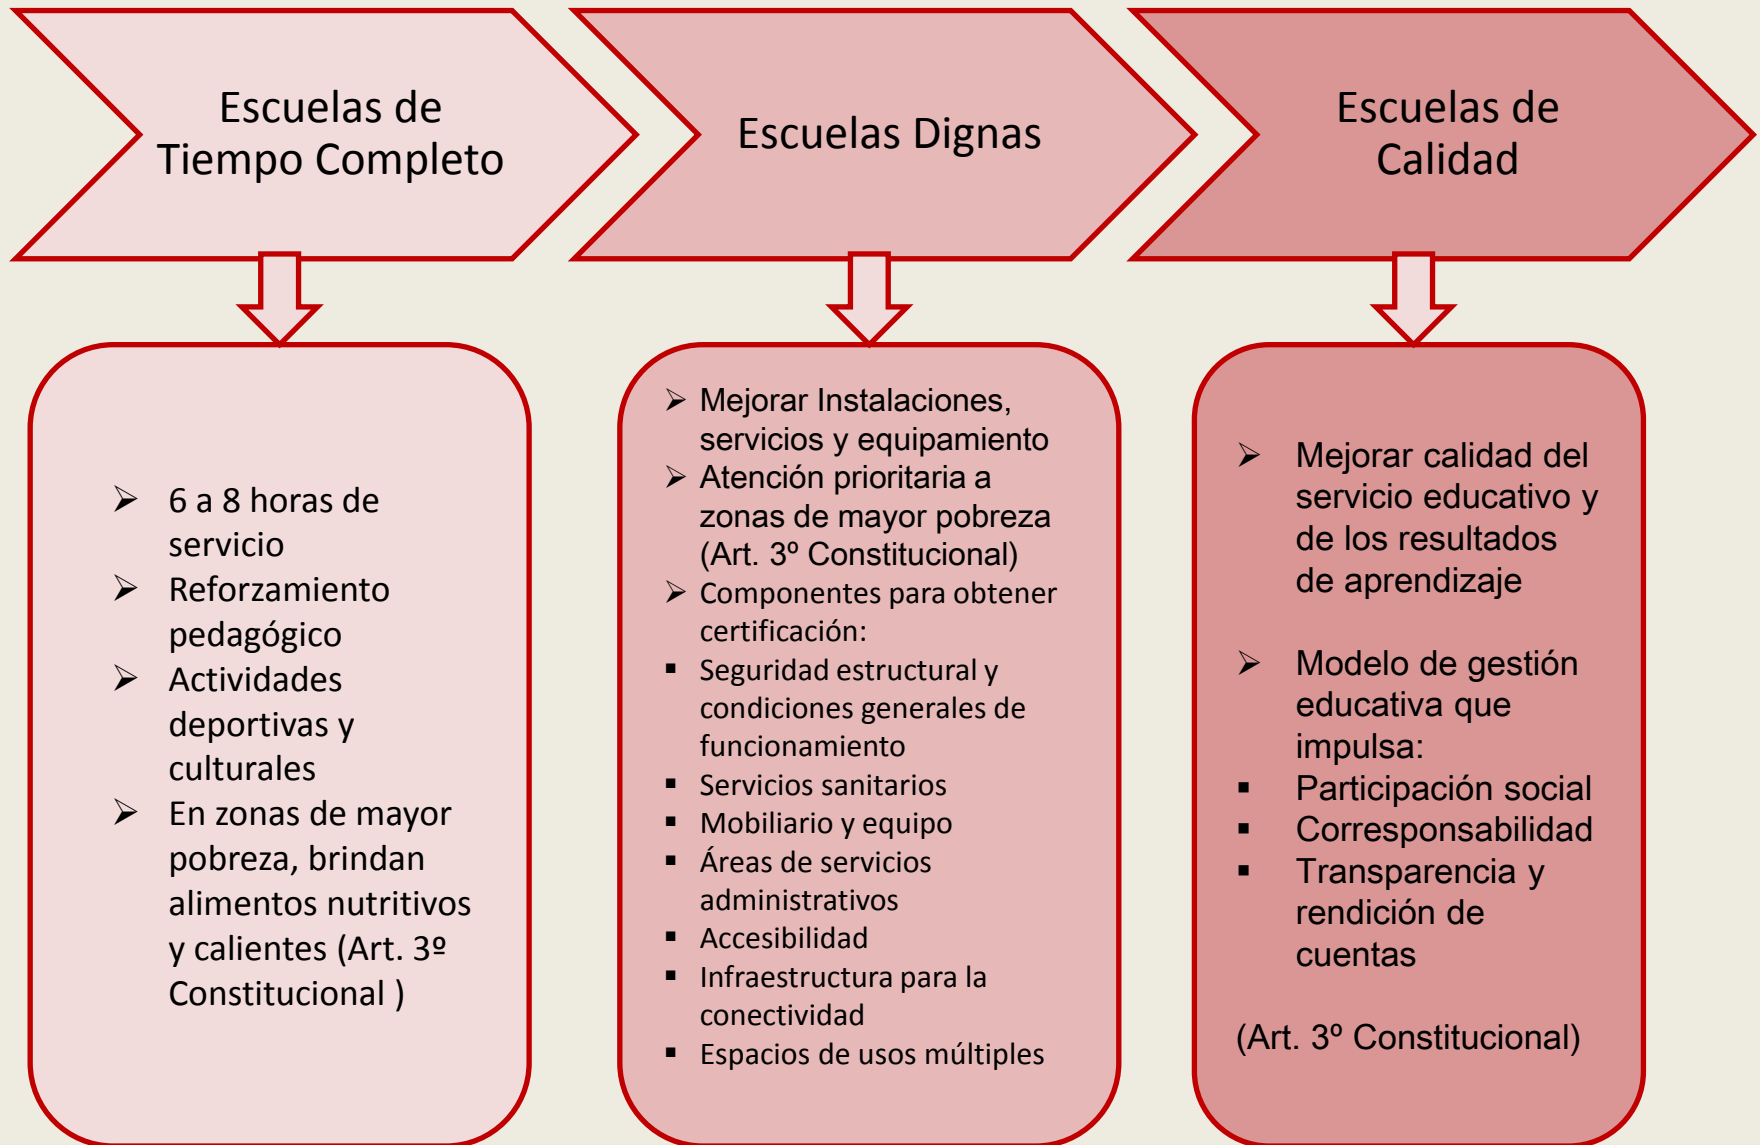 Escuelas de
Tiempo Completo
Escuelas Dignas
Escuelas de
Calidad
➢ 6 a 8 horas de
servicio
➢ Reforzamiento
pedagógico
➢ Actividades
deportivas y
culturales
➢ En zonas de mayor
pobreza, brindan
alimentos nutritivos
y calientes (Art. 3º
Constitucional )
➢ Mejorar Instalaciones,
servicios y equipamiento
➢ Atención prioritaria a
zonas de mayor pobreza
(Art. 3º Constitucional)
➢ Componentes para obtener
certificación:
▪ Seguridad estructural y
condiciones generales de
funcionamiento
▪ Servicios sanitarios
▪ Mobiliario y equipo
▪ Áreas de servicios
administrativos
▪ Accesibilidad
▪ Infraestructura para la
conectividad
▪ Espacios de usos múltiples
➢ Mejorar calidad del
servicio educativo y
de los resultados
de aprendizaje
➢ Modelo de gestión
educativa que
impulsa:
▪ Participación social
▪ Corresponsabilidad
▪ Transparencia y
rendición de
cuentas
(Art. 3º Constitucional)